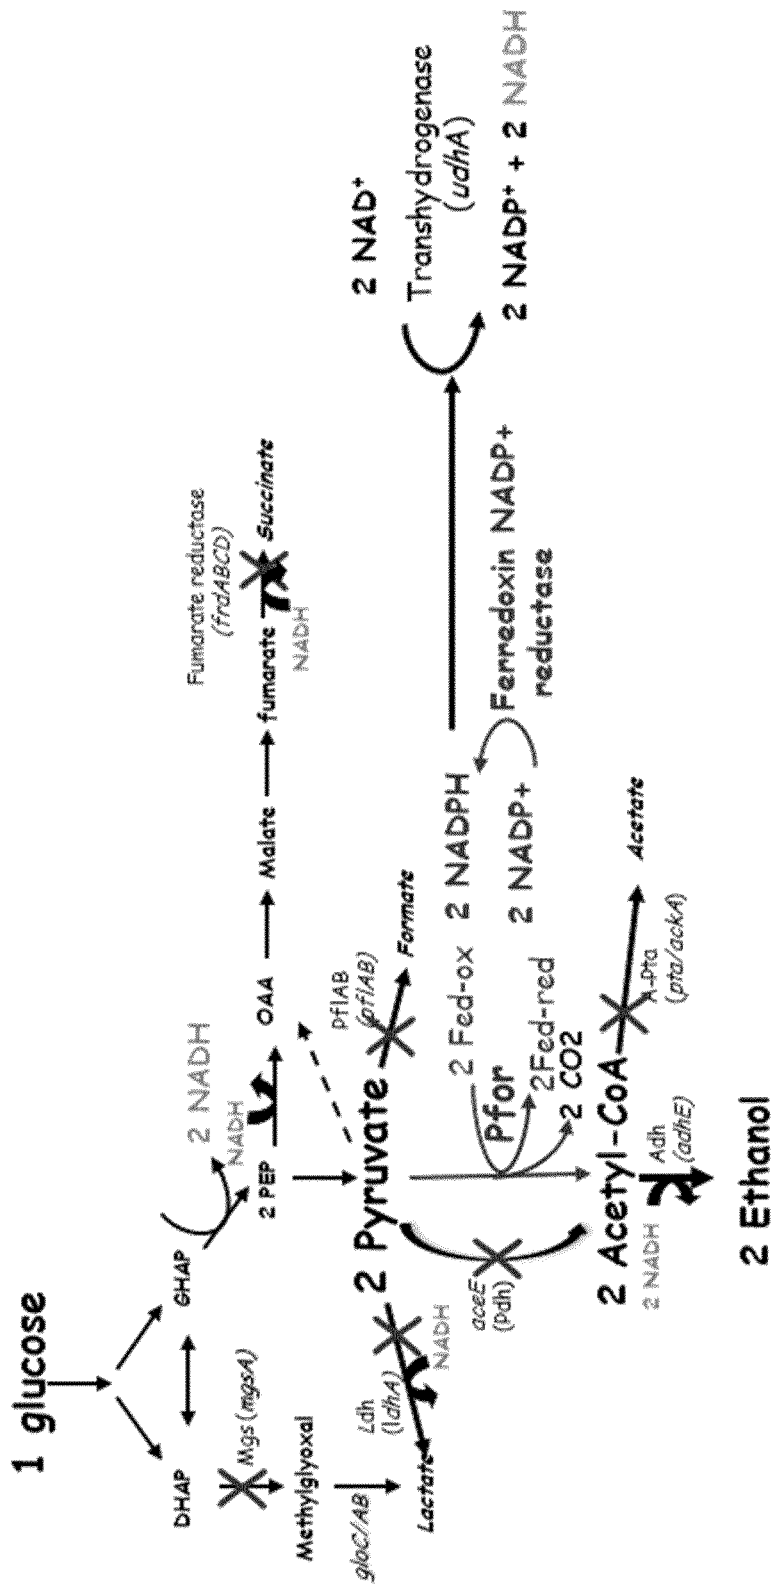 1 glucose
DHAP
GHAP
Mgs (mgsA)
Methylglyoxal
gloC/AB
Lactate
Ldh
(ldhA)
NADH
2 NADH
NADH
2 PEP
OAA
Malate
fumarate
Succinate
Fumarate reductase
(frdABCD)
NADH
2 Pyruvate
PflAB
(pflAB)
Formate
aceE
(Pdh)
Pfor
2 Fed-ox
2Fed-red
2 CO2
2 NADPH
2 NADP+
Ferredoxin NADP+
reductase
2 NAD+
Transhydrogenase
(udhA)
2 NADP+ + 2 NADH
2 Acetyl-CoA
A-Pta
(pta/ackA)
Acetate
2 NADH
Adh
(adhE)
2 Ethanol